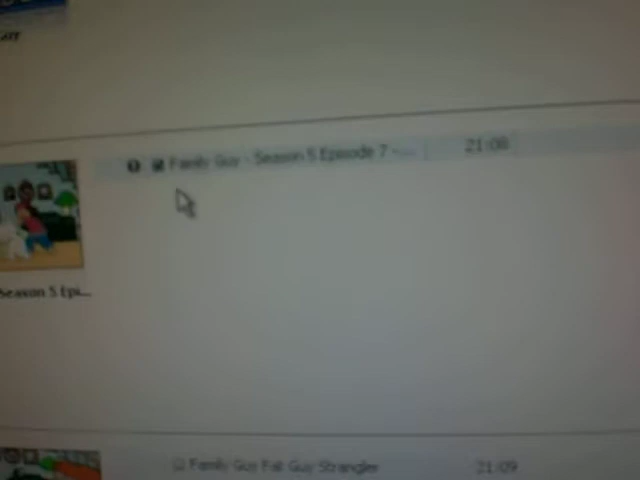 Family Guy - Season 5 Episode 7 -... 21:08
Season 5 Epi...
Family Guy Fat Guy Strangler 21:09